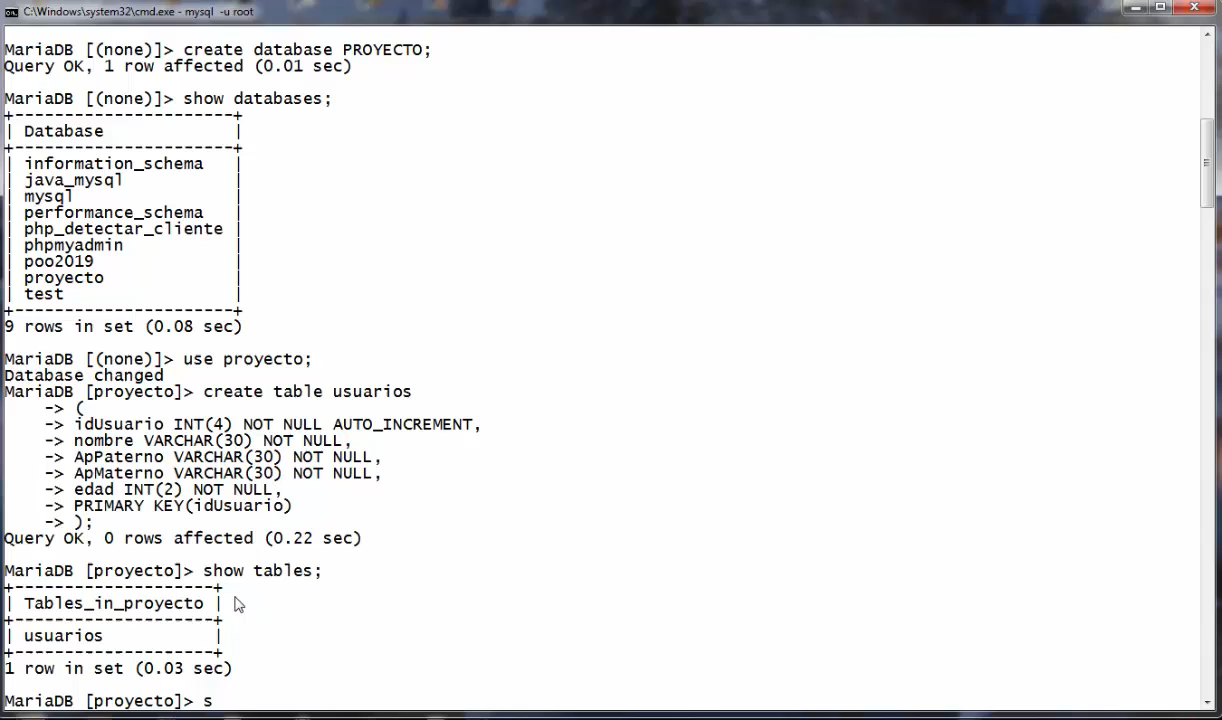 C:\Windows\system32\cmd.exe - mysql -u root
MariaDB [(none)]> create database PROYECTO;
Query OK, 1 row affected (0.01 sec)
MariaDB [(none)]> show databases;
+----------------------+
| Database             |
+----------------------+
| information_schema   |
| java_mysql           |
| mysql                |
| performance_schema   |
| php_detectar_cliente |
| phpmyadmin           |
| poo2019              |
| proyecto             |
| test                 |
+----------------------+
9 rows in set (0.08 sec)
MariaDB [(none)]> use proyecto;
Database changed
MariaDB [proyecto]> create table usuarios
    -> (
    -> idUsuario INT(4) NOT NULL AUTO_INCREMENT,
    -> nombre VARCHAR(30) NOT NULL,
    -> ApPaterno VARCHAR(30) NOT NULL,
    -> ApMaterno VARCHAR(30) NOT NULL,
    -> edad INT(2) NOT NULL,
    -> PRIMARY KEY(idUsuario)
    -> );
Query OK, 0 rows affected (0.22 sec)
MariaDB [proyecto]> show tables;
+--------------------+
| Tables_in_proyecto |
+--------------------+
| usuarios           |
+--------------------+
1 row in set (0.03 sec)
MariaDB [proyecto]> s